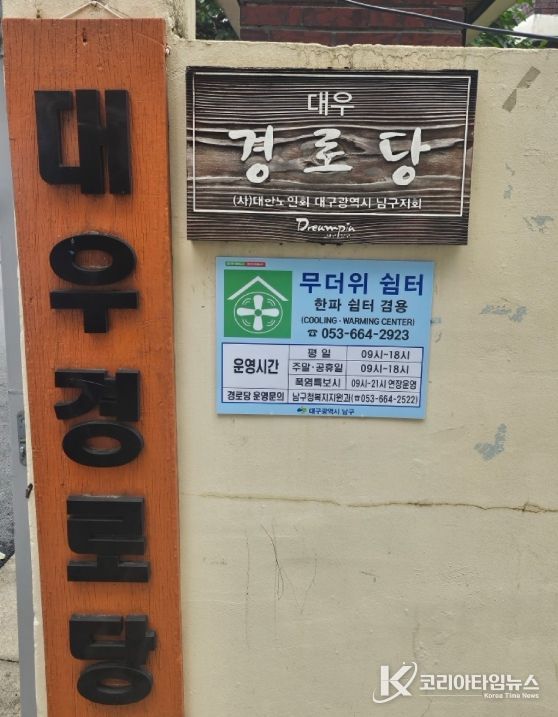 대우경로당
대우
경로당
(사)대한노인회 대구광역시 남구지회
Dreampia
무더위 쉼터
한파 쉼터 겸용
(COOLING · WARMING CENTER)
☎ 053-664-2923
운영시간
평 일 09시~18시
주말·공휴일 09시~18시
폭염특보시 09시~21시 연장운영
경로당 운영문의 남구청복지지원과(☎053-664-2522)
대구광역시 남구
K 코리아타임뉴스
Korea Time News